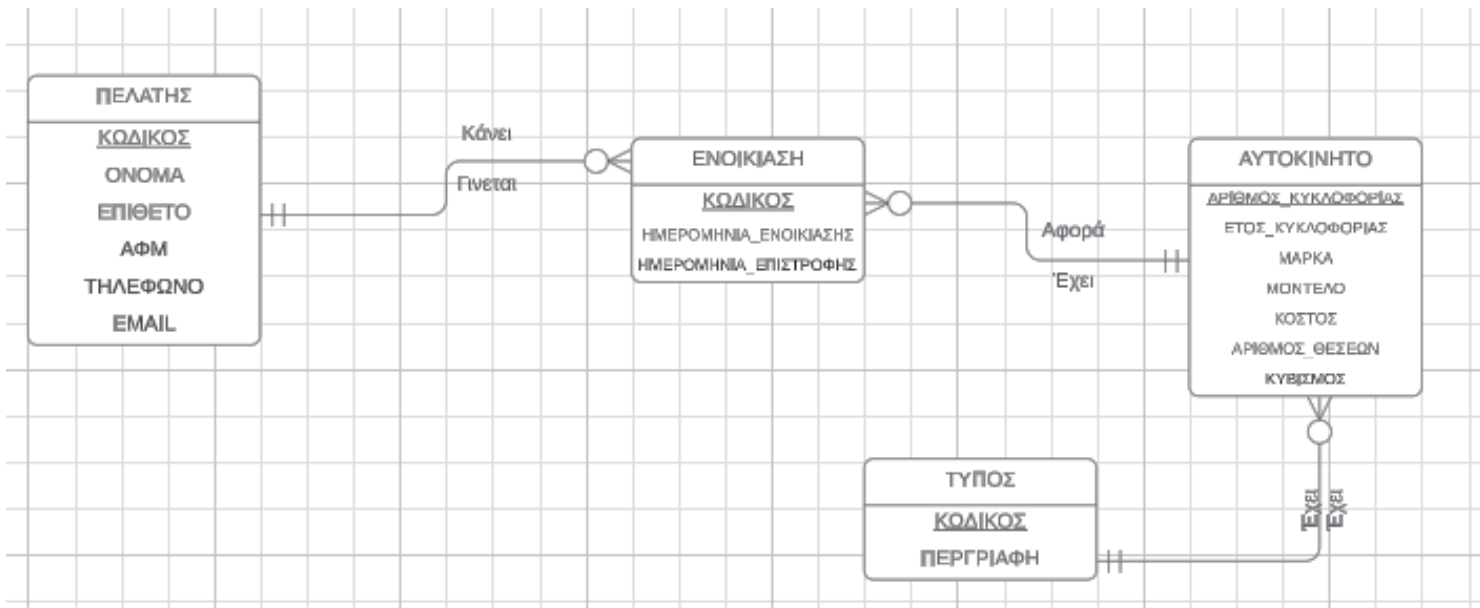 ΠΕΛΑΤΗΣ
ΚΩΔΙΚΟΣ
ΟΝΟΜΑ
ΕΠΙΘΕΤΟ
ΑΦΜ
ΤΗΛΕΦΩΝΟ
EMAIL
Κάνει
Γινεται
ΕΝΟΙΚΙΑΣΗ
ΚΩΔΙΚΟΣ
ΗΜΕΡΟΜΗΝΙΑ_ΕΝΟΙΚΙΑΣΗΣ
ΗΜΕΡΟΜΗΝΙΑ_ΕΠΙΣΤΡΟΦΗΣ
Αφορά
Έχει
ΑΥΤΟΚΙΝΗΤΟ
ΑΡΙΘΜΟΣ_ΚΥΚΛΟΦΟΡΙΑΣ
ΕΤΟΣ_ΚΥΚΛΟΦΟΡΙΑΣ
ΜΑΡΚΑ
ΜΟΝΤΕΛΟ
ΚΟΣΤΟΣ
ΑΡΙΘΜΟΣ_ΘΕΣΕΩΝ
ΚΥΒΙΣΜΟΣ
Έχει
Έχει
ΤΥΠΟΣ
ΚΩΔΙΚΟΣ
ΠΕΡΓΡΙΑΦΗ